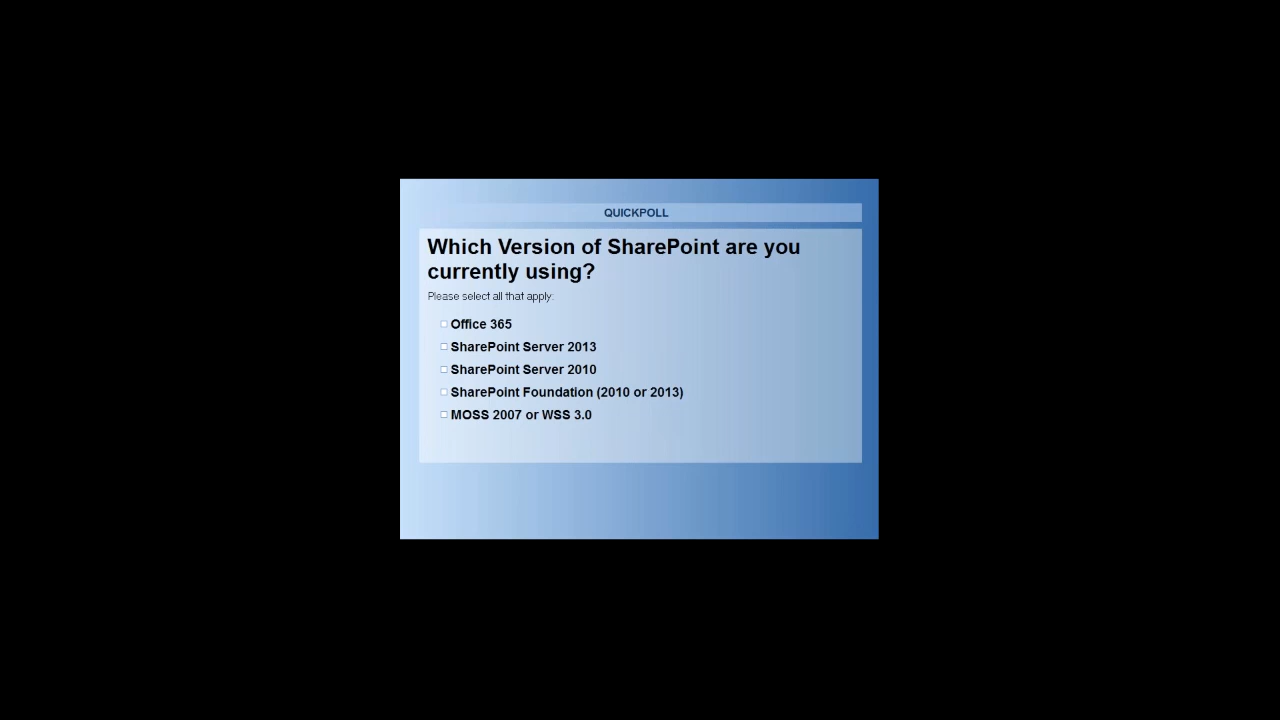 QUICKPOLL
Which Version of SharePoint are you
currently using?
Please select all that apply:
Office 365
SharePoint Server 2013
SharePoint Server 2010
SharePoint Foundation (2010 or 2013)
MOSS 2007 or WSS 3.0